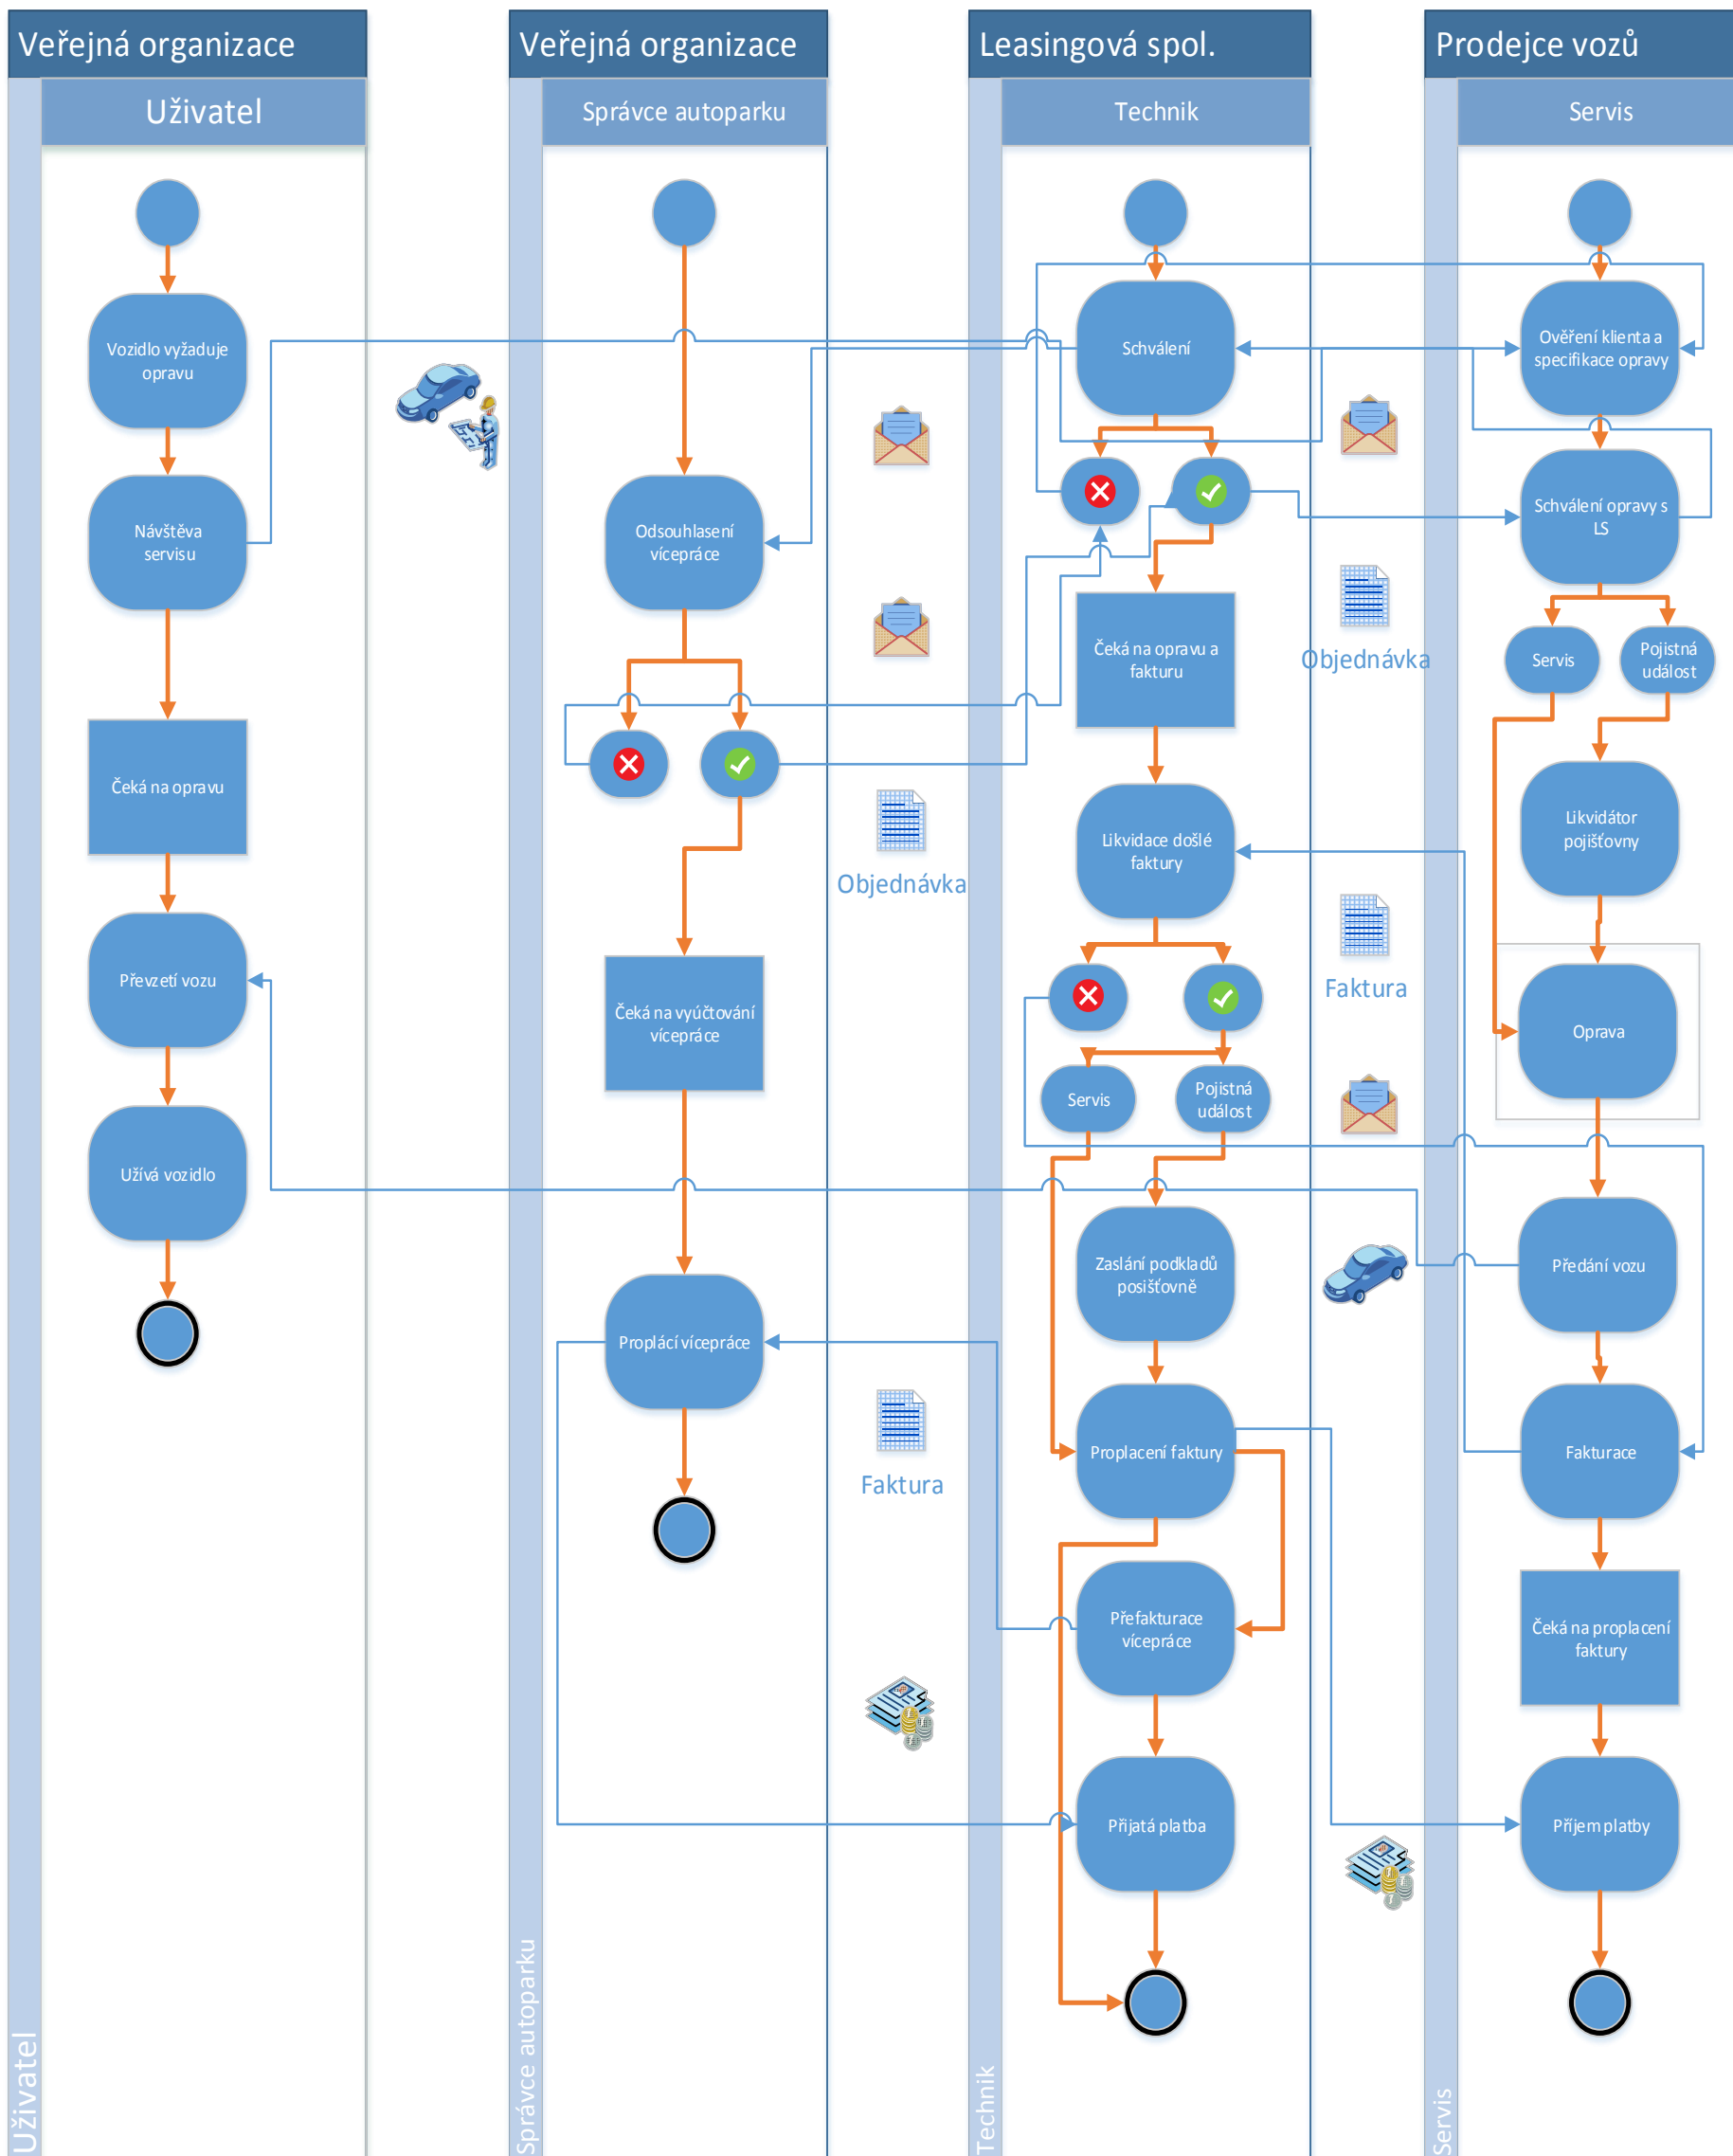 Veřejná organizace
Uživatel
Vozidlo vyžaduje
opravu
Návštěva
servisu
Čeká na opravu
Převzetí vozu
Užívá vozidlo
Uživatel
Veřejná organizace
Správce autoparku
Odsouhlasení
vícepráce
Objednávka
Čeká na vyúčtování
vícepráce
Proplácí vícepráce
Faktura
Správce autoparku
Leasingová spol.
Technik
Schválení
Čeká na opravu a
fakturu
Objednávka
Likvidace došlé
faktury
Faktura
Servis
Pojistná
událost
Zaslání podkladů
posišťovně
Proplacení faktury
Přefakturace
vícepráce
Přijatá platba
Technik
Prodejce vozů
Servis
Ověření klienta a
specifikace opravy
Schválení opravy s
LS
Servis
Pojistná
událost
Likvidátor
pojišťovny
Oprava
Předání vozu
Fakturace
Čeká na proplacení
faktury
Příjem platby
Servis